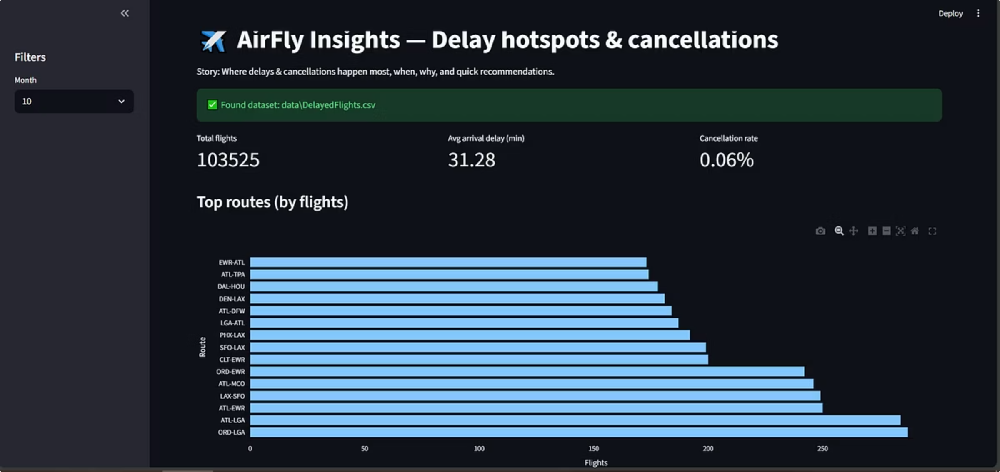 Deploy
Filters
Month
10
AirFly Insights — Delay hotspots & cancellations
Story: Where delays & cancellations happen most, when, why, and quick recommendations.
Found dataset: data\DelayedFlights.csv
Total flights
103525
Avg arrival delay (min)
31.28
Cancellation rate
0.06%
Top routes (by flights)
Route
EWR-ATL
ATL-TPA
DAL-HOU
DEN-LAX
ATL-DFW
LGA-ATL
PHX-LAX
SFO-LAX
CLT-EWR
ORD-EWR
ATL-MCO
LAX-SFO
ATL-EWR
ATL-LGA
ORD-LGA
0 50 100 150 200 250
Flights